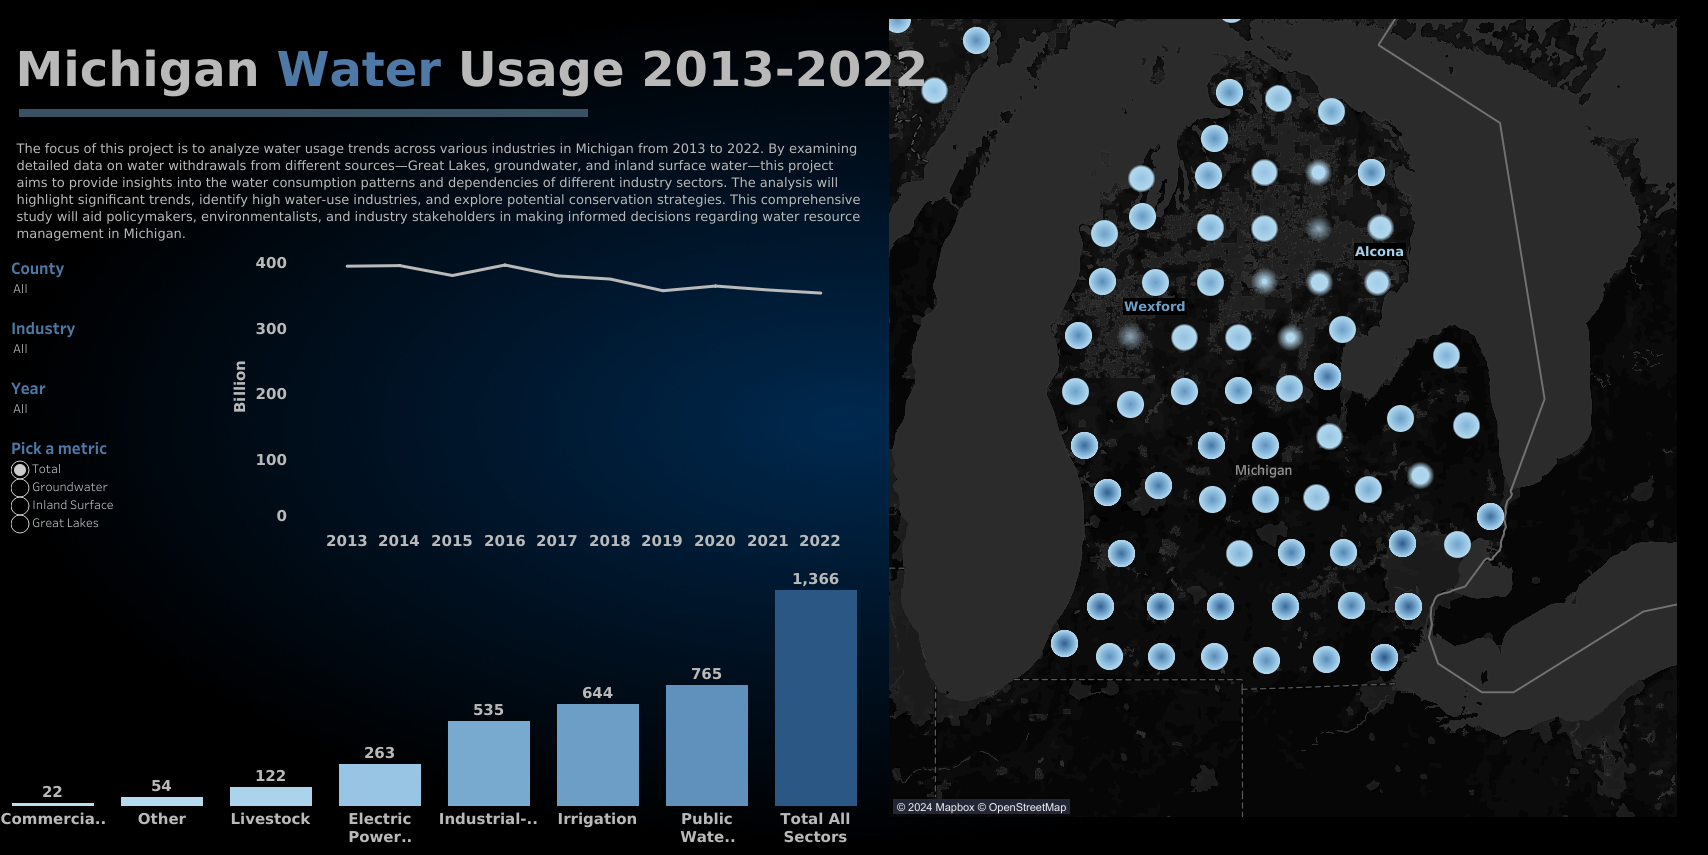 Michigan Water Usage 2013-2022
The focus of this project is to analyze water usage trends across various industries in Michigan from 2013 to 2022. By examining
detailed data on water withdrawals from different sources—Great Lakes, groundwater, and inland surface water—this project
aims to provide insights into the water consumption patterns and dependencies of different industry sectors. The analysis will
highlight significant trends, identify high water-use industries, and explore potential conservation strategies. This comprehensive
study will aid policymakers, environmentalists, and industry stakeholders in making informed decisions regarding water resource
management in Michigan.
County
All
Industry
All
Year
All
Pick a metric
Total
Groundwater
Inland Surface
Great Lakes
Billion
400
300
200
100
0
2013 2014 2015 2016 2017 2018 2019 2020 2021 2022
22 54 122 263 535 644 765 1,366
Commercia.. Other Livestock Electric Industrial-.. Irrigation Public Total All
Power.. Wate.. Sectors
Alcona
Wexford
Michigan
© 2024 Mapbox © OpenStreetMap